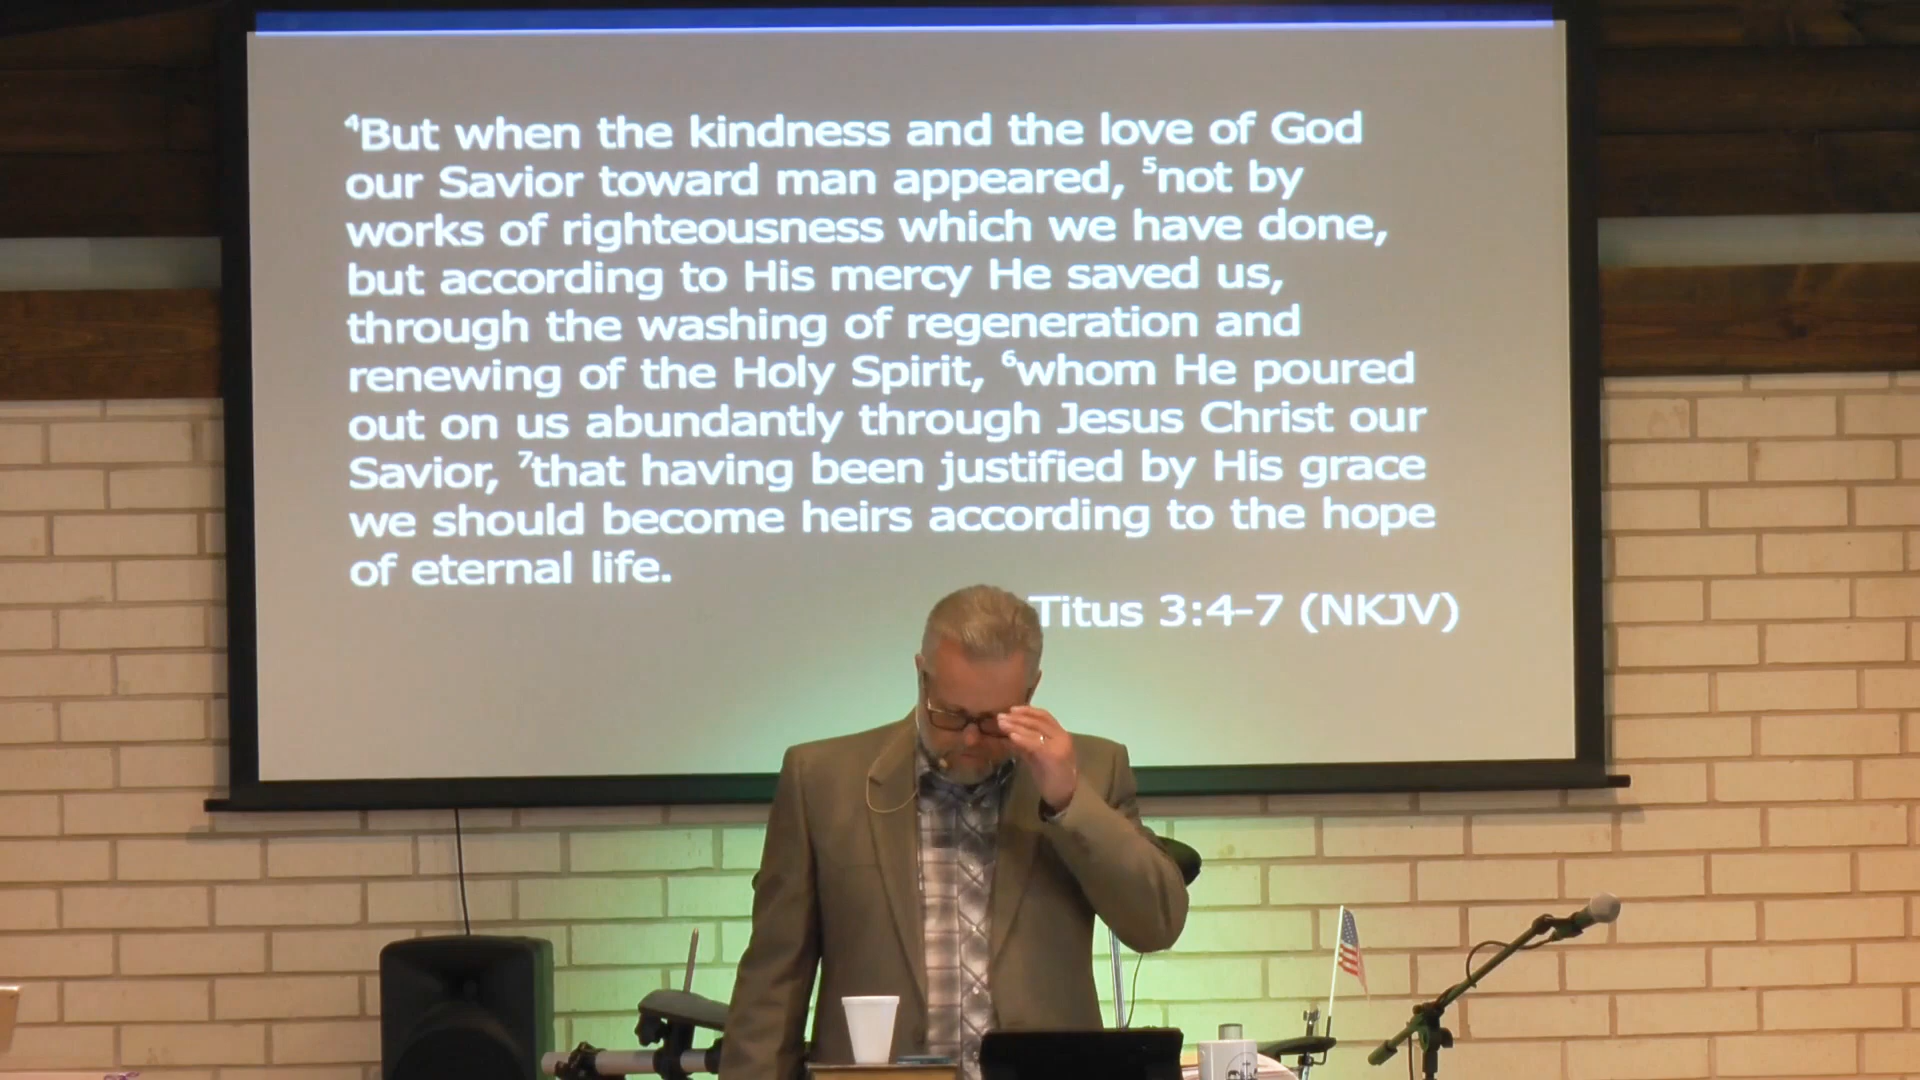 ⁴But when the kindness and the love of God
our Savior toward man appeared, ⁵not by
works of righteousness which we have done,
but according to His mercy He saved us,
through the washing of regeneration and
renewing of the Holy Spirit, ⁶whom He poured
out on us abundantly through Jesus Christ our
Savior, ⁷that having been justified by His grace
we should become heirs according to the hope
of eternal life.
Titus 3:4-7 (NKJV)